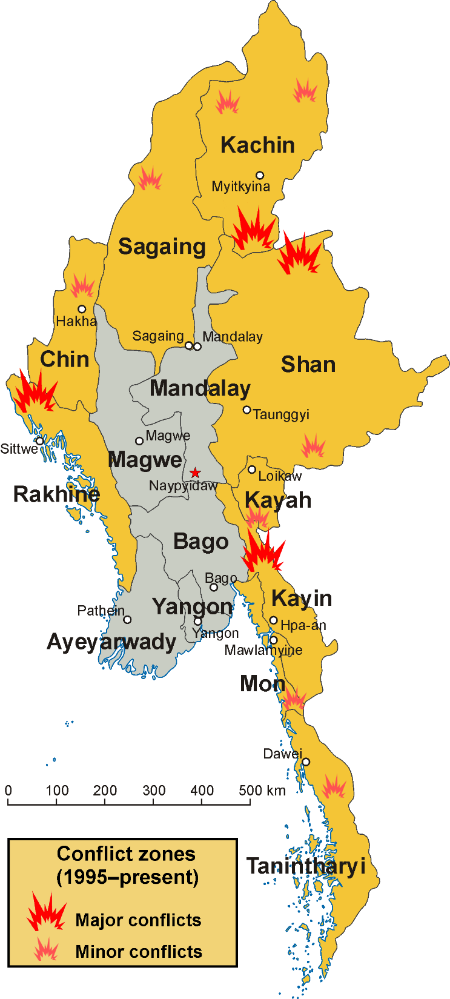 Kachin
Myitkyina
Sagaing
Hakha
Sagaing
Mandalay
Chin
Shan
Mandalay
Taunggyi
Magwe
Sittwe
Magwe
Loikaw
Naypyidaw
Rakhine
Kayah
Bago
Bago
Kayin
Yangon
Pathein
Hpa-an
Yangon
Ayeyarwady
Mawlamyine
Mon
Dawei
0 100 200 300 400 500 km
Conflict zones
(1995–present)
Tanintharyi
Major conflicts
Minor conflicts